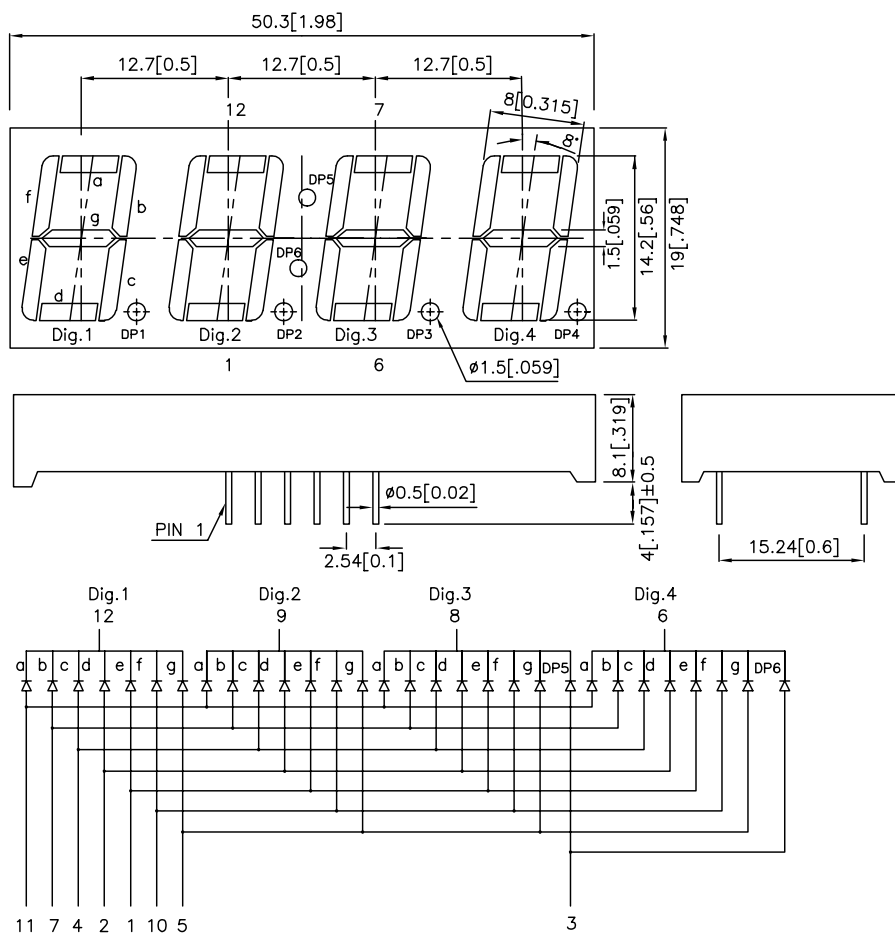 50.3[1.98]
12.7[0.5] 12.7[0.5] 12.7[0.5]
12 7
8[0.315]
8.
a
f b
g
e c
d
DP5
DP6
Dig.1 DP1 Dig.2 DP2 Dig.3 DP3 Dig.4 DP4
1.5[.059]
14.2[.56]
19[.748]
1 6
ø1.5[.059]
8.1[.319]
4[.157]±0.5
ø0.5[0.02]
PIN 1
2.54[0.1]
15.24[0.6]
Dig.1 Dig.2 Dig.3 Dig.4
12 9 8 6
a b c d e f g a b c d e f g a b c d e f g DP5 a b c d e f g DP6
11 7 4 2 1 10 5 3